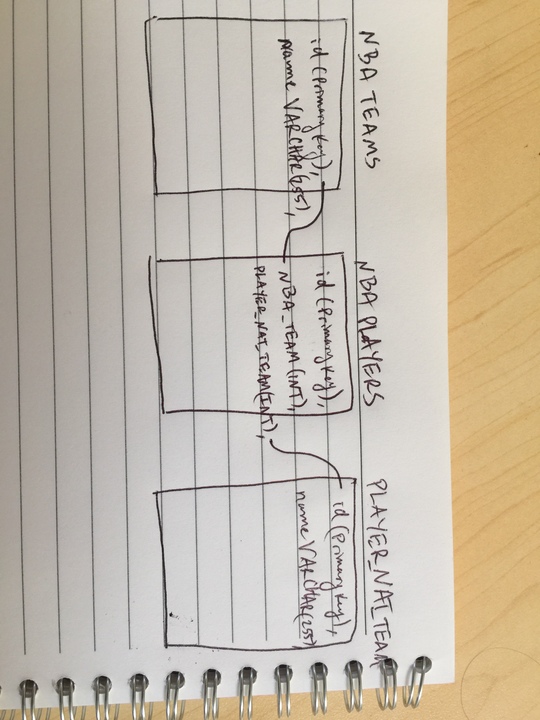 NBA TEAMS
id (Primary Key),
Name VARCHAR(255),
NBA PLAYERS
id (Primary Key),
NBA_TEAM (INT),
PLAYER_NAT_TEAM(INT),
PLAYER_NAT_TEAM
id (Primary Key),
name VARCHAR(255)